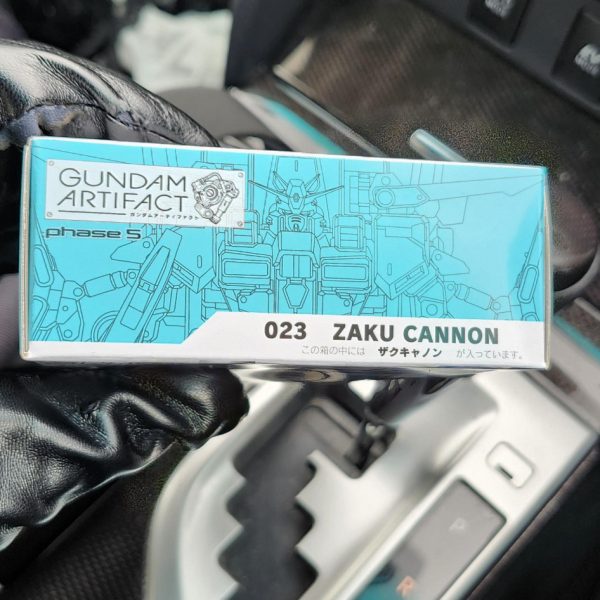 GUNDAM
ARTIFACT
ガンダムアーティファクト
phase 5
023 ZAKU CANNON
この箱の中には ザクキャノン が入っています。
P
R